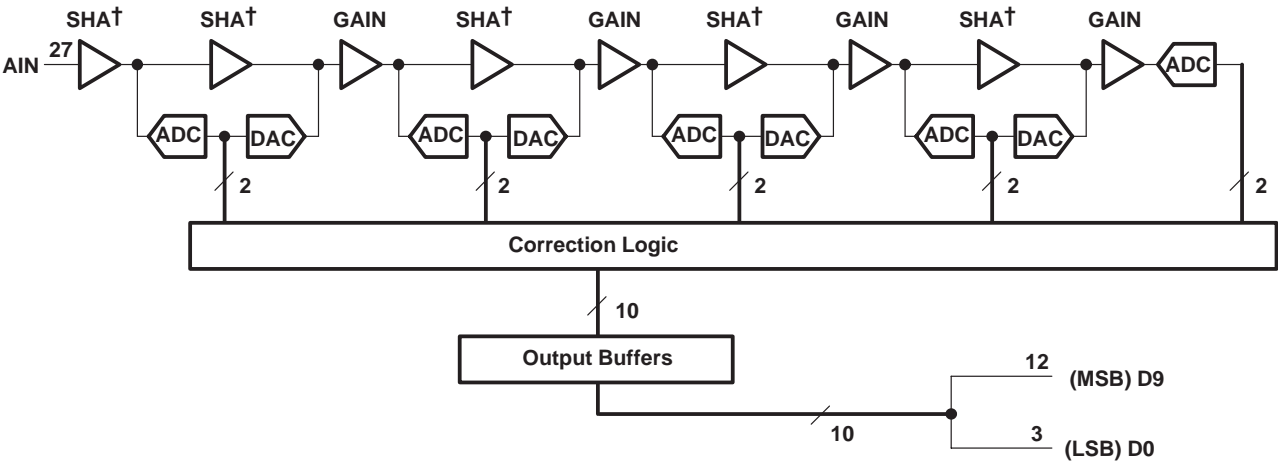 SHA† SHA† GAIN SHA† GAIN SHA† GAIN SHA† GAIN
AIN 27 ADC
ADC DAC ADC DAC ADC DAC ADC DAC
2 2 2 2 2
Correction Logic
10
Output Buffers
12 (MSB) D9
10
3 (LSB) D0